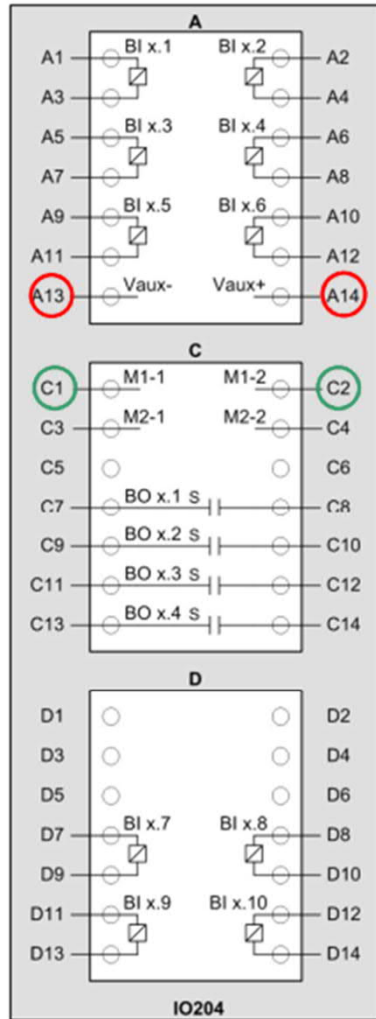 A
A1 BI x.1 BI x.2 A2
A3 A4
A5 BI x.3 BI x.4 A6
A7 A8
A9 BI x.5 BI x.6 A10
A11 A12
A13 Vaux- Vaux+ A14
C
C1 M1-1 M1-2 C2
C3 M2-1 M2-2 C4
C5 C6
C7 BO x.1 S C8
C9 BO x.2 S C10
C11 BO x.3 S C12
C13 BO x.4 S C14
D
D1 D2
D3 D4
D5 D6
D7 BI x.7 BI x.8 D8
D9 D10
D11 BI x.9 BI x.10 D12
D13 D14
IO204